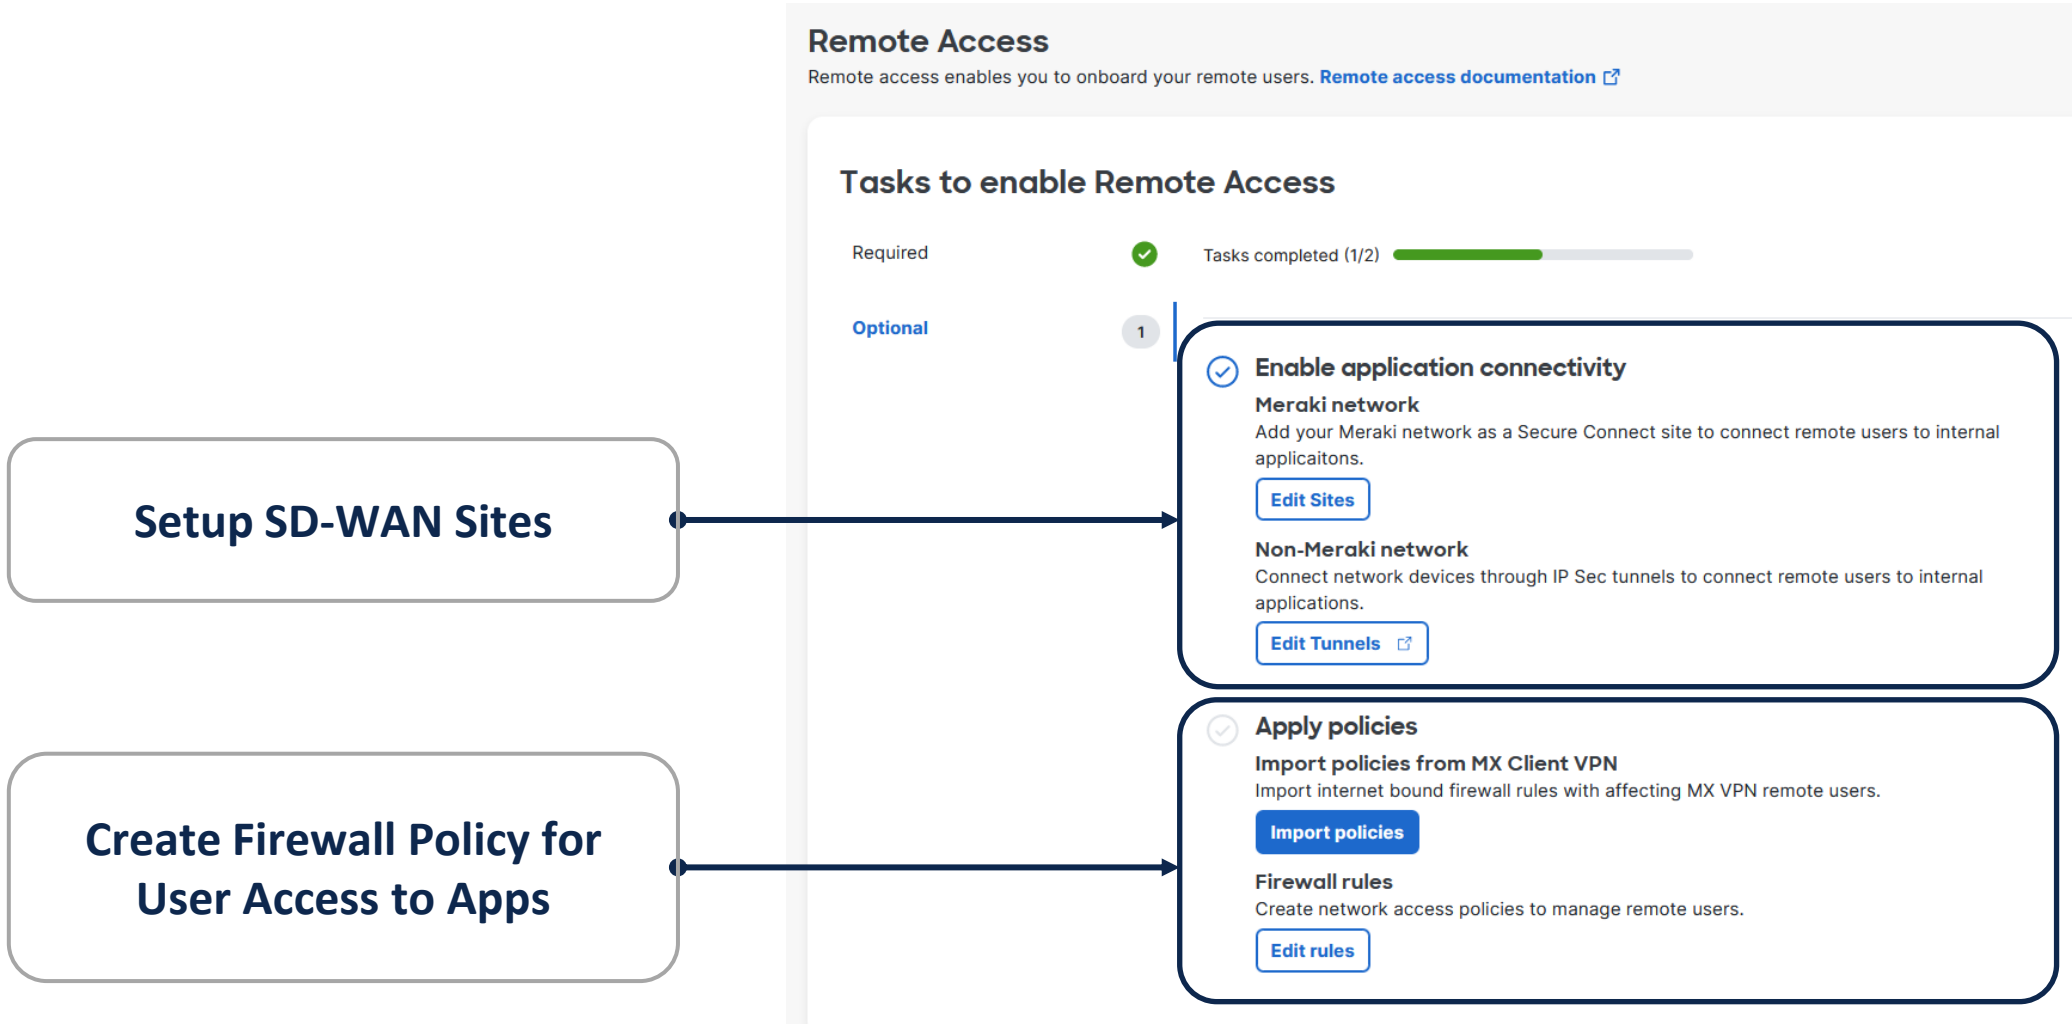 Remote Access
Remote access enables you to onboard your remote users. Remote access documentation
Tasks to enable Remote Access
Required
Tasks completed (1/2)
Optional
1
Enable application connectivity
Meraki network
Add your Meraki network as a Secure Connect site to connect remote users to internal
applicaitons.
Edit Sites
Non-Meraki network
Connect network devices through IP Sec tunnels to connect remote users to internal
applications.
Edit Tunnels
Setup SD-WAN Sites
Apply policies
Import policies from MX Client VPN
Import internet bound firewall rules with affecting MX VPN remote users.
Import policies
Firewall rules
Create network access policies to manage remote users.
Edit rules
Create Firewall Policy for
User Access to Apps